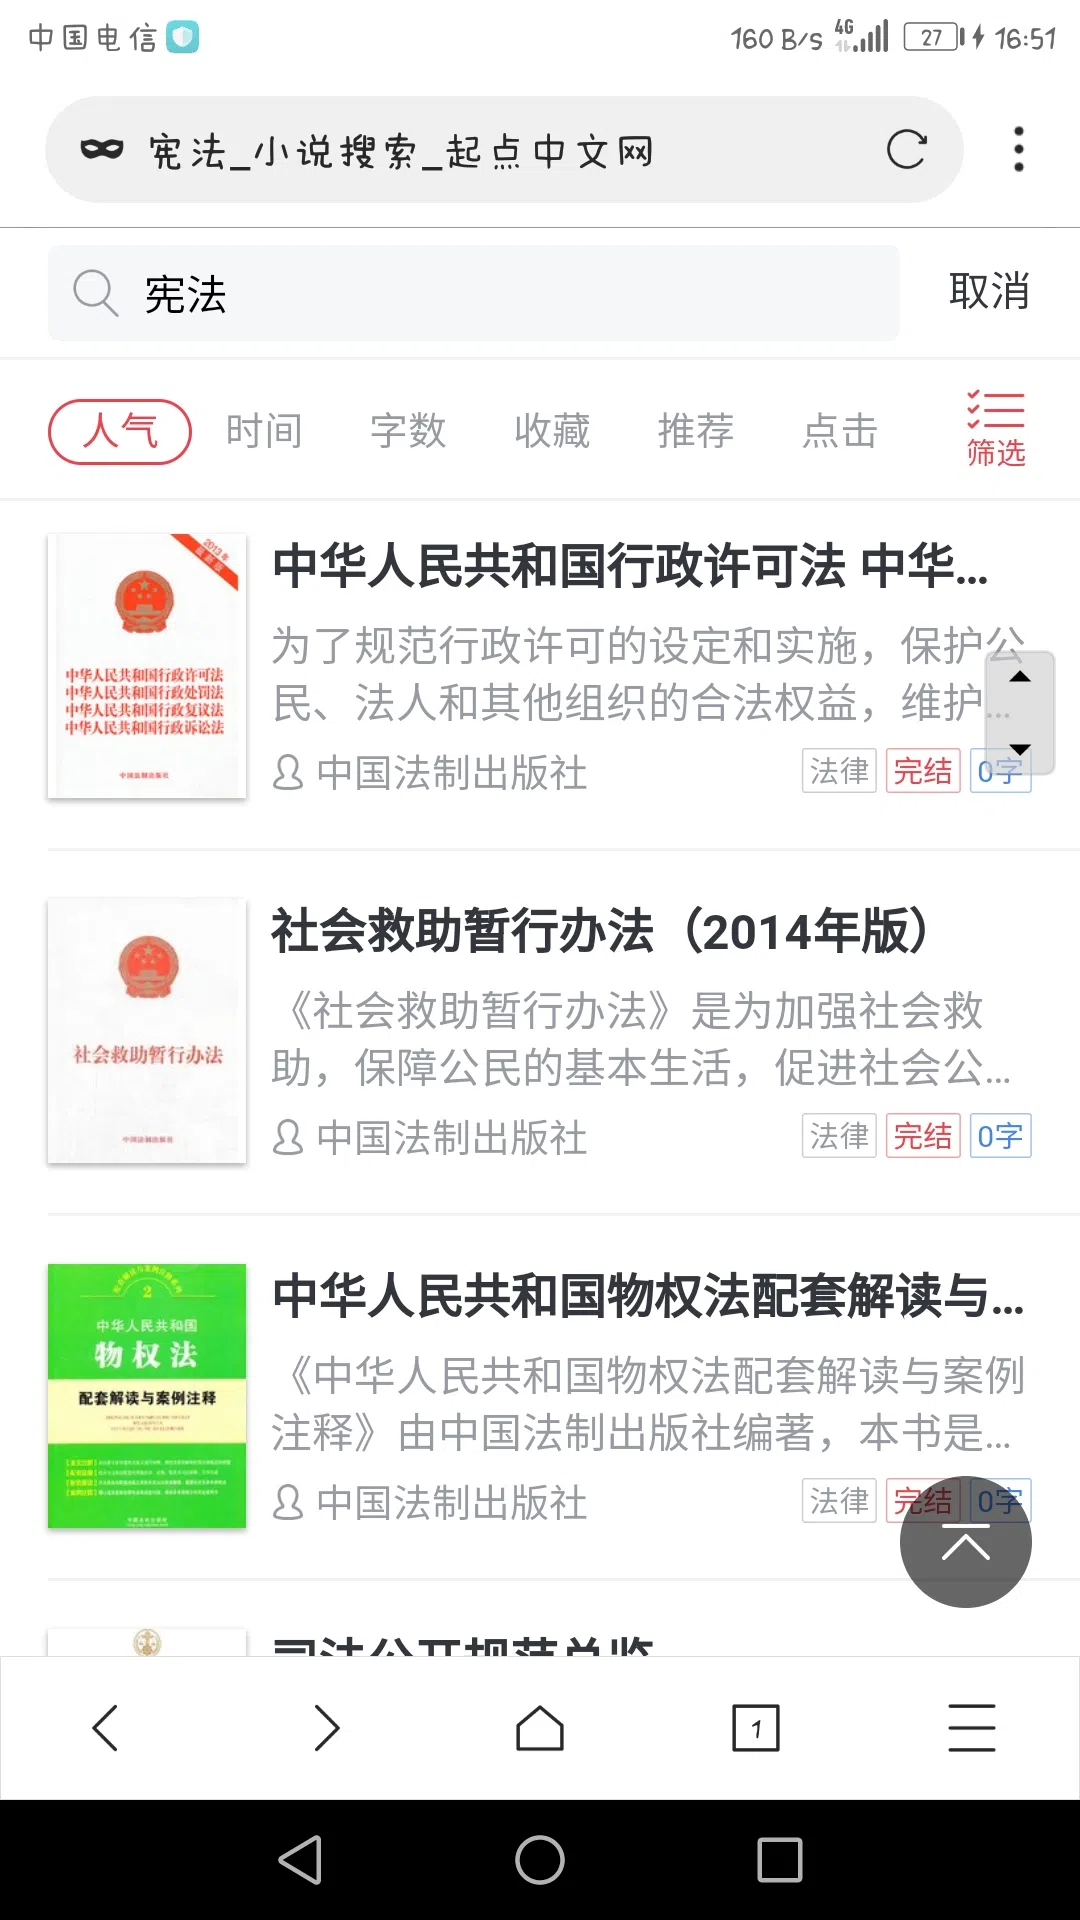 中国电信 160 B/s 4G 27 16:51
宪法_小说搜索_起点中文网
宪法 取消
人气 时间 字数 收藏 推荐 点击 筛选
2013年
最新版
中华人民共和国行政许可法
中华人民共和国行政处罚法
中华人民共和国行政复议法
中华人民共和国行政诉讼法
中国法制出版社
中华人民共和国行政许可法 中华...
为了规范行政许可的设定和实施，保护公
民、法人和其他组织的合法权益，维护...
中国法制出版社 法律 完结 0字
社会救助暂行办法
中国法制出版社
社会救助暂行办法（2014年版）
《社会救助暂行办法》是为加强社会救
助，保障公民的基本生活，促进社会公...
中国法制出版社 法律 完结 0字
2
中华人民共和国
物权法
配套解读与案例注释
中华人民共和国物权法配套解读与...
《中华人民共和国物权法配套解读与案例
注释》由中国法制出版社编著，本书是...
中国法制出版社 法律 完结 0字
司法公开规范总览
1